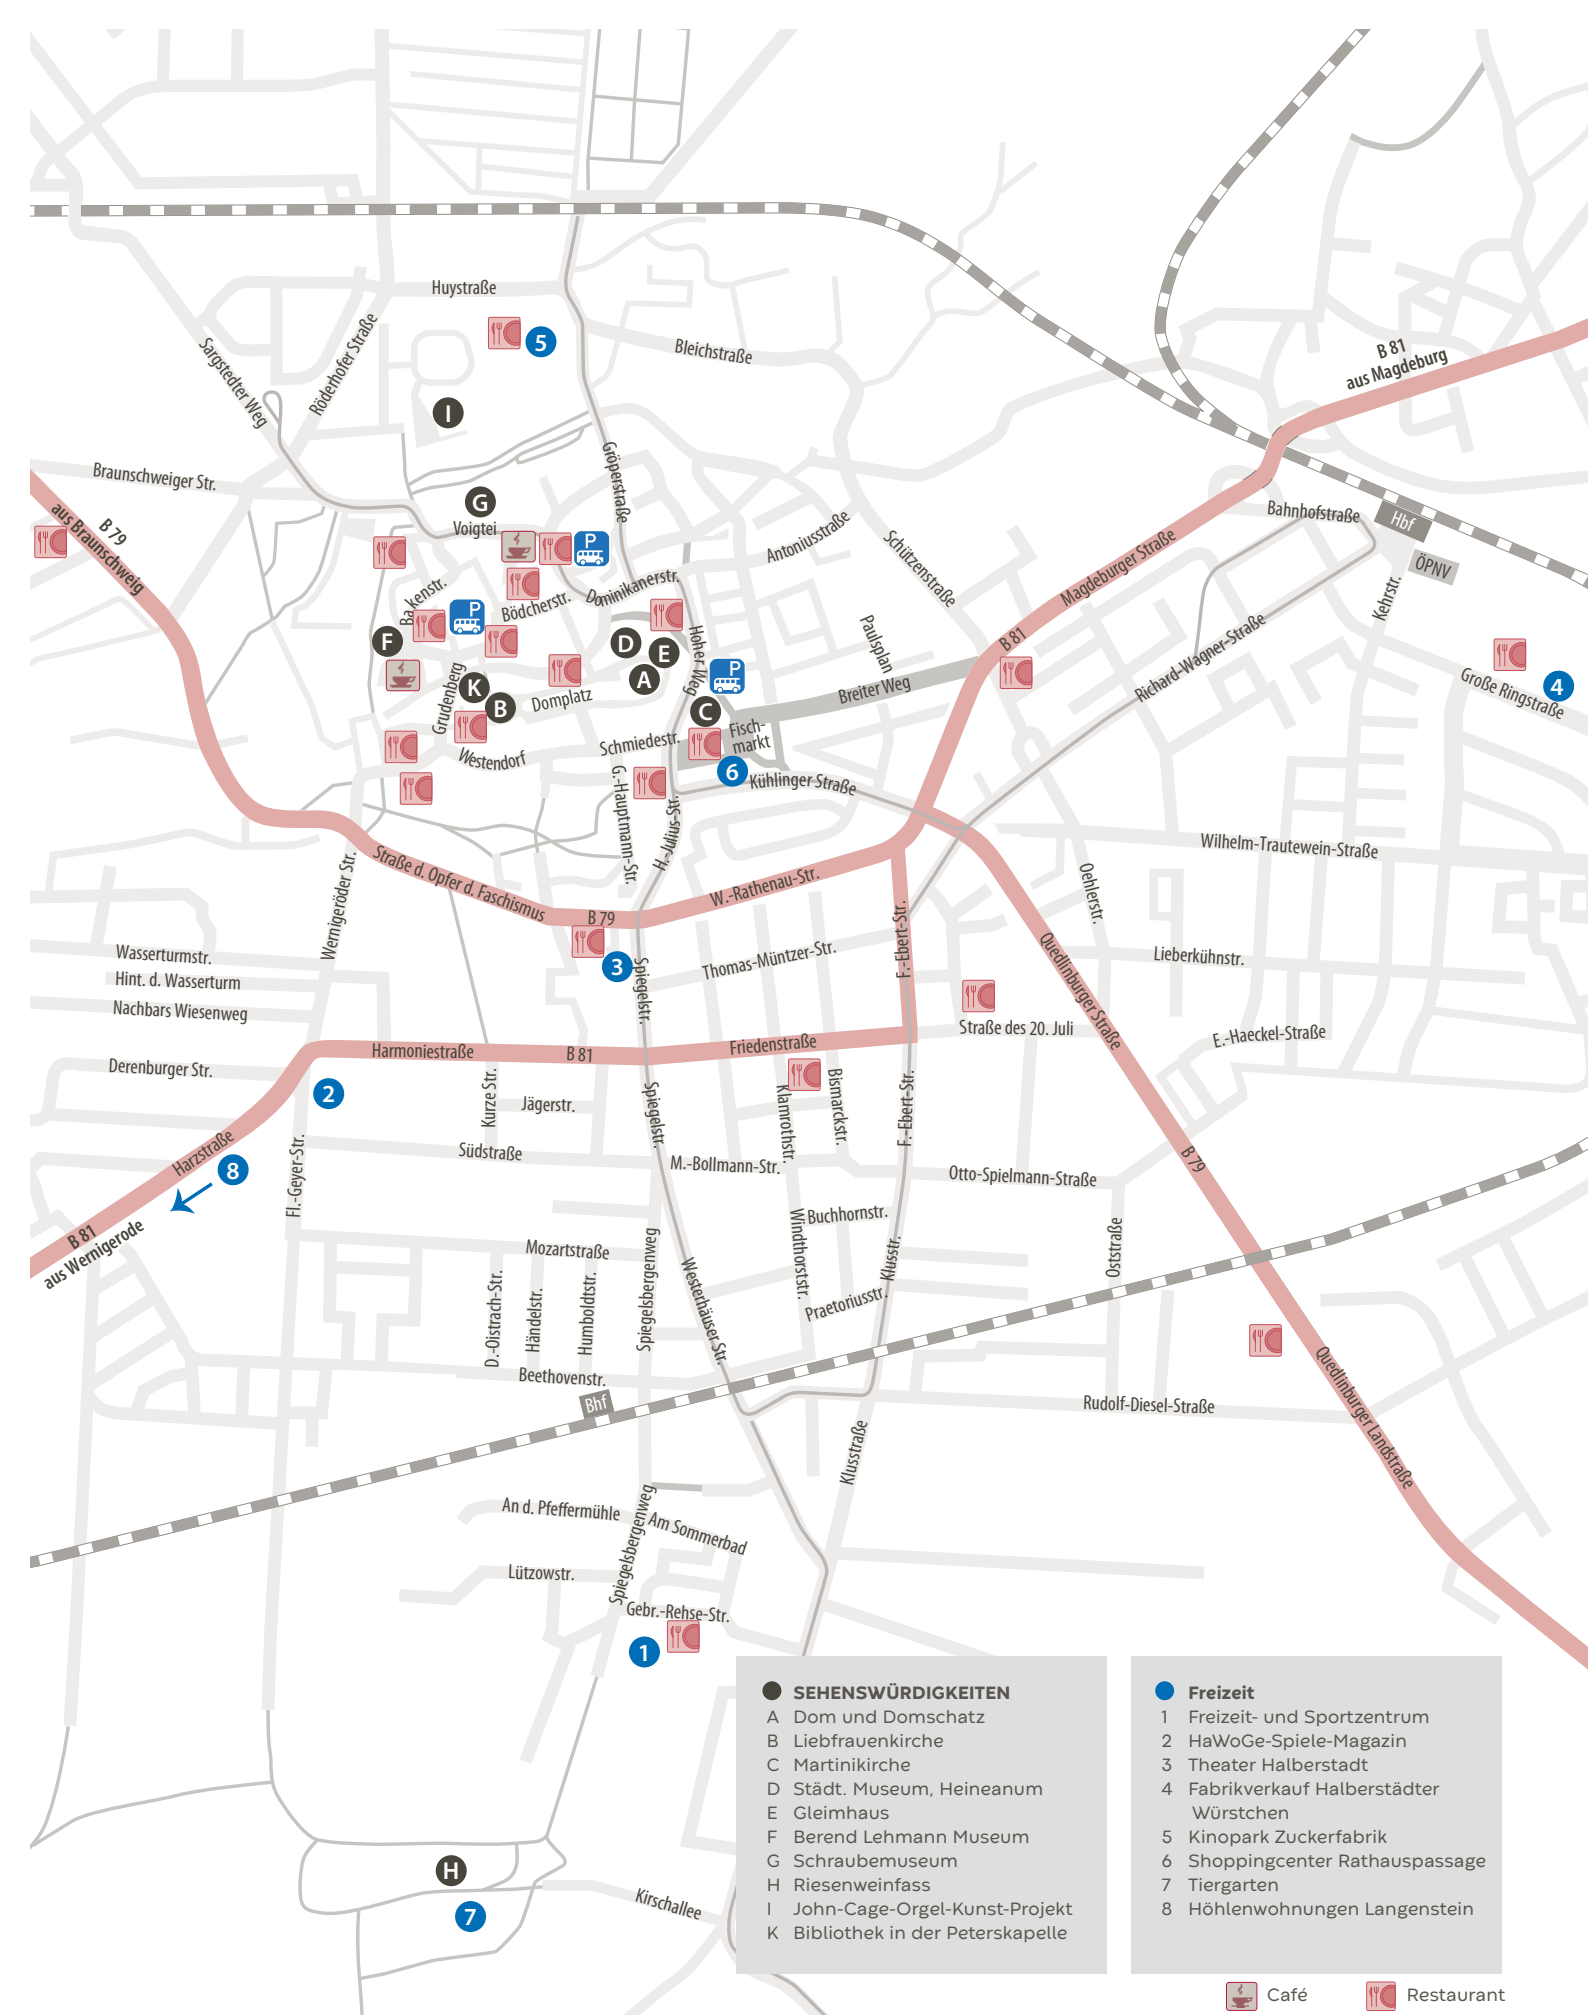 Huystraße
Sargstedter Weg
Röderhofer Straße
5
Bleichstraße
B 81
aus Magdeburg
I
Braunschweiger Str.
B 79
aus Braunschweig
G
Voigtei
Gröperstraße
P
Antoniusstraße
Schützenstraße
Magdeburger Straße
Bahnhofstraße
Hbf
ÖPNV
Kehrstr.
Bakenstr.
P
Bödcherstr.
Dominikanerstr.
F
D
E
A
Hoher Weg
P
Paulsplan
B 81
Richard-Wagner-Straße
Große Ringstraße
4
K
B
Grudenberg
Domplatz
C
Breiter Weg
Fisch-
markt
Westendorf
Schmiedestr.
6
Kühlinger Straße
G.-Hauptmann-Str.
H.-Julius-Str.
Wilhelm-Trautewein-Straße
Straße d. Opfer d. Faschismus
W.-Rathenau-Str.
Oehlerstr.
Wernigeröder Str.
B 79
3
Spiegelstr.
Thomas-Müntzer-Str.
F.-Ebert-Str.
Quedlinburger Straße
Lieberkühnstr.
Wasserturmstr.
Hint. d. Wasserturm
Nachbars Wiesenweg
Straße des 20. Juli
E.-Haeckel-Straße
Derenburger Str.
Harmoniestraße
B 81
Friedenstraße
2
Kurze Str.
Jägerstr.
Spiegelstr.
Klamrothstr.
Bismarckstr.
F.-Ebert-Str.
Harzstraße
8
Südstraße
M.-Bollmann-Str.
Otto-Spielmann-Straße
B 79
Fl.-Geyer-Str.
B 81
aus Wernigerode
Mozartstraße
Spiegelsbergenweg
Westerhäuser Str.
Windthorststr.
Buchhornstr.
Klusstr.
Oststraße
D.-Oistrach-Str.
Händelstr.
Humboldtstr.
Praetoriusstr.
Beethovenstr.
Bhf
Rudolf-Diesel-Straße
Quedlinburger Landstraße
Klusstraße
An d. Pfeffermühle
Am Sommerbad
Spiegelsbergenweg
Lützowstr.
Gebr.-Rehse-Str.
1
H
7
Kirschallee
SEHENSWÜRDIGKEITEN
A Dom und Domschatz
B Liebfrauenkirche
C Martinikirche
D Städt. Museum, Heineanum
E Gleimhaus
F Berend Lehmann Museum
G Schraubemuseum
H Riesenweinfass
I John-Cage-Orgel-Kunst-Projekt
K Bibliothek in der Peterskapelle
Freizeit
1 Freizeit- und Sportzentrum
2 HaWoGe-Spiele-Magazin
3 Theater Halberstadt
4 Fabrikverkauf Halberstädter
Würstchen
5 Kinopark Zuckerfabrik
6 Shoppingcenter Rathauspassage
7 Tiergarten
8 Höhlenwohnungen Langenstein
Café
Restaurant